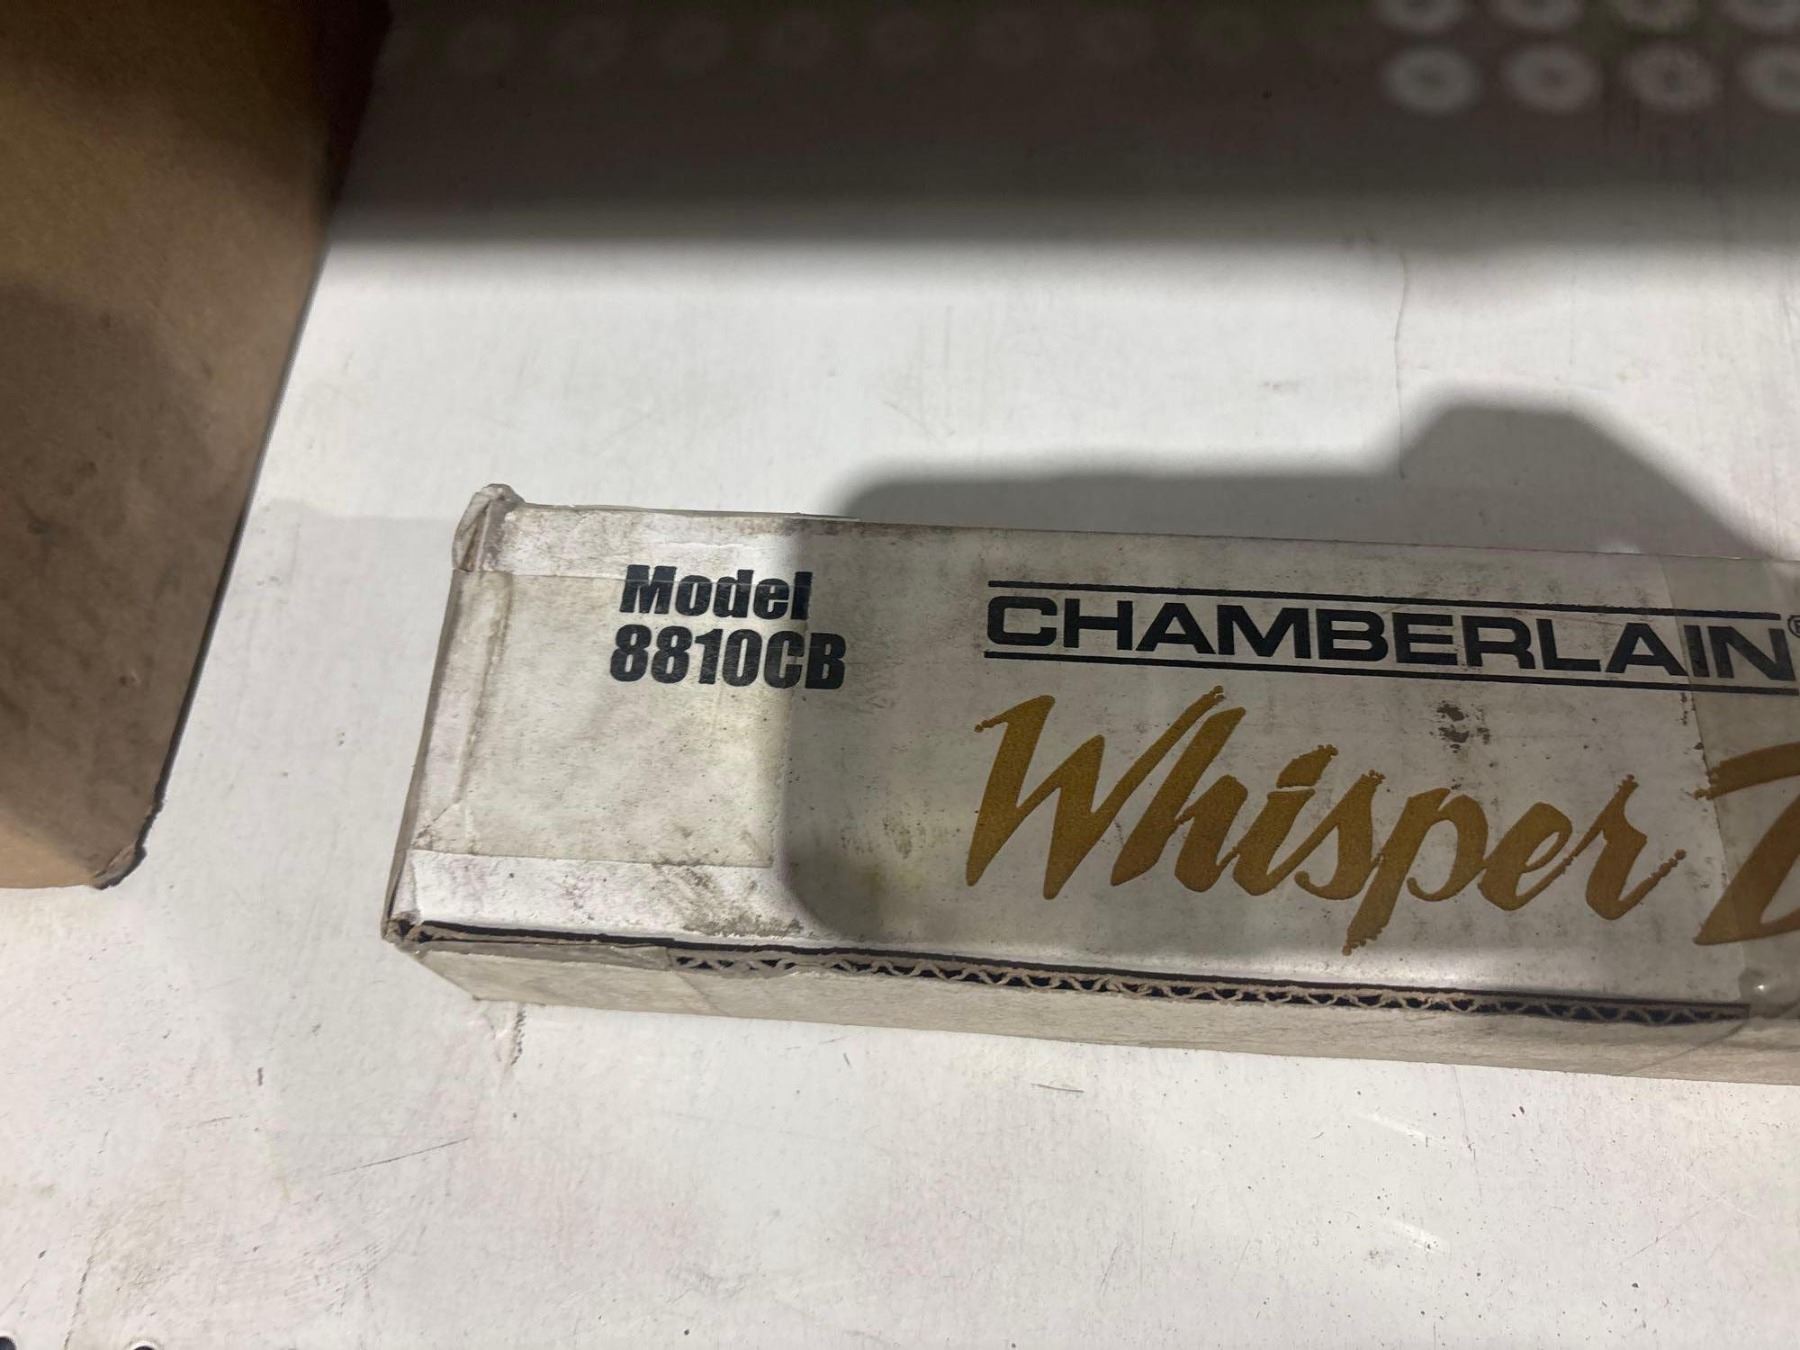 Model
8810CB
CHAMBERLAIN®
Whisper